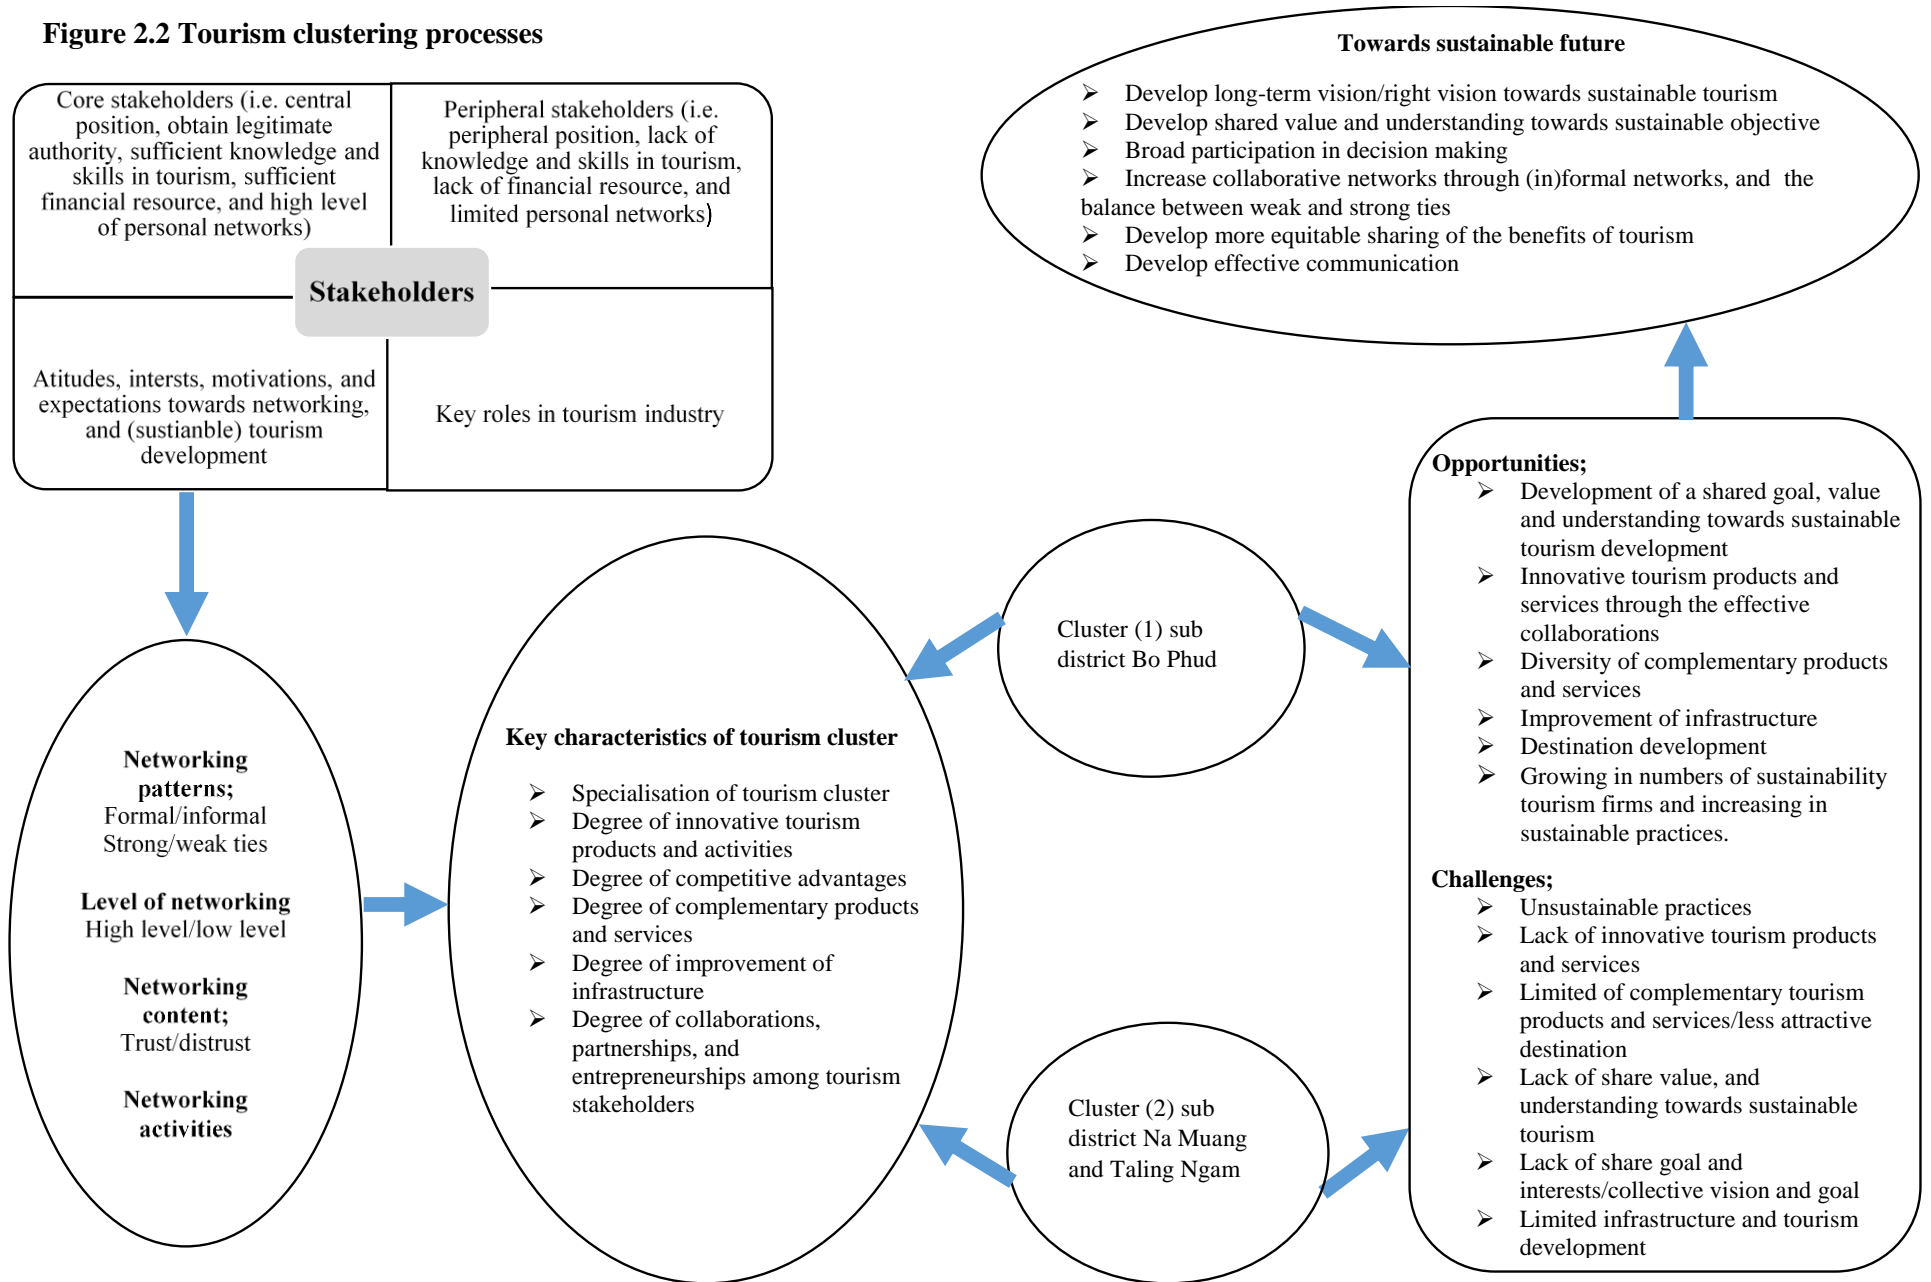 Figure 2.2 Tourism clustering processes
Core stakeholders (i.e. central
position, obtain legitimate
authority, sufficient knowledge and
skills in tourism, sufficient
financial resource, and high level
of personal networks)
Peripheral stakeholders (i.e.
peripheral position, lack of
knowledge and skills in tourism,
lack of financial resource, and
limited personal networks)
Stakeholders
Atitudes, intersts, motivations, and
expectations towards networking,
and (sustianble) tourism
development
Key roles in tourism industry
Networking
patterns;
Formal/informal
Strong/weak ties
Level of networking
High level/low level
Networking
content;
Trust/distrust
Networking
activities
Key characteristics of tourism cluster
➢ Specialisation of tourism cluster
➢ Degree of innovative tourism
products and activities
➢ Degree of competitive advantages
➢ Degree of complementary products
and services
➢ Degree of improvement of
infrastructure
➢ Degree of collaborations,
partnerships, and
entrepreneurships among tourism
stakeholders
Cluster (1) sub
district Bo Phud
Cluster (2) sub
district Na Muang
and Taling Ngam
Opportunities;
➢ Development of a shared goal, value
and understanding towards sustainable
tourism development
➢ Innovative tourism products and
services through the effective
collaborations
➢ Diversity of complementary products
and services
➢ Improvement of infrastructure
➢ Destination development
➢ Growing in numbers of sustainability
tourism firms and increasing in
sustainable practices.
Challenges;
➢ Unsustainable practices
➢ Lack of innovative tourism products
and services
➢ Limited of complementary tourism
products and services/less attractive
destination
➢ Lack of share value, and
understanding towards sustainable
tourism
➢ Lack of share goal and
interests/collective vision and goal
➢ Limited infrastructure and tourism
development
Towards sustainable future
➢ Develop long-term vision/right vision towards sustainable tourism
➢ Develop shared value and understanding towards sustainable objective
➢ Broad participation in decision making
➢ Increase collaborative networks through (in)formal networks, and the
balance between weak and strong ties
➢ Develop more equitable sharing of the benefits of tourism
➢ Develop effective communication